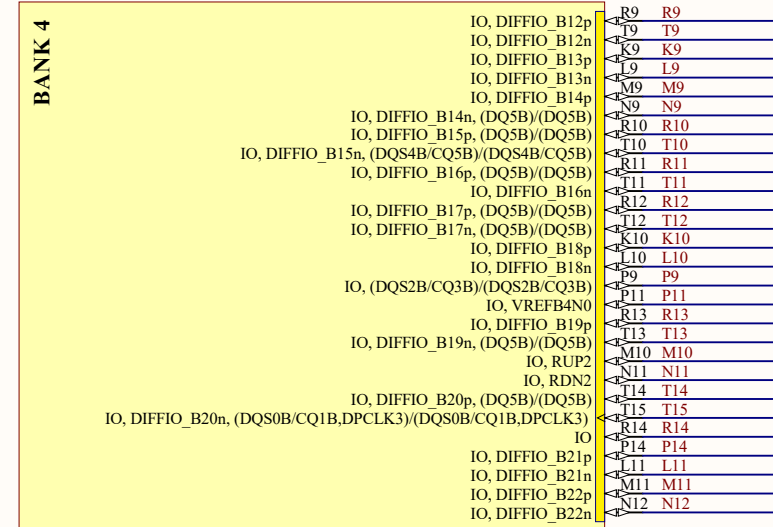 BANK 4
IO, DIFFIO_B12p R9 R9
IO, DIFFIO_B12n T9 T9
IO, DIFFIO_B13p K9 K9
IO, DIFFIO_B13n L9 L9
IO, DIFFIO_B14p M9 M9
IO, DIFFIO_B14n, (DQ5B)/(DQ5B) N9 N9
IO, DIFFIO_B15p, (DQ5B)/(DQ5B) R10 R10
IO, DIFFIO_B15n, (DQS4B/CQ5B)/(DQS4B/CQ5B) T10 T10
IO, DIFFIO_B16p, (DQ5B)/(DQ5B) R11 R11
IO, DIFFIO_B16n T11 T11
IO, DIFFIO_B17p, (DQ5B)/(DQ5B) R12 R12
IO, DIFFIO_B17n, (DQ5B)/(DQ5B) T12 T12
IO, DIFFIO_B18p K10 K10
IO, DIFFIO_B18n L10 L10
IO, (DQS2B/CQ3B)/(DQS2B/CQ3B) P9 P9
IO, VREFB4N0 P11 P11
IO, DIFFIO_B19p R13 R13
IO, DIFFIO_B19n, (DQ5B)/(DQ5B) T13 T13
IO, RUP2 M10 M10
IO, RDN2 N11 N11
IO, DIFFIO_B20p, (DQ5B)/(DQ5B) T14 T14
IO, DIFFIO_B20n, (DQS0B/CQ1B,DPCLK3)/(DQS0B/CQ1B,DPCLK3) T15 T15
IO R14 R14
IO, DIFFIO_B21p P14 P14
IO, DIFFIO_B21n L11 L11
IO, DIFFIO_B22p M11 M11
IO, DIFFIO_B22n N12 N12